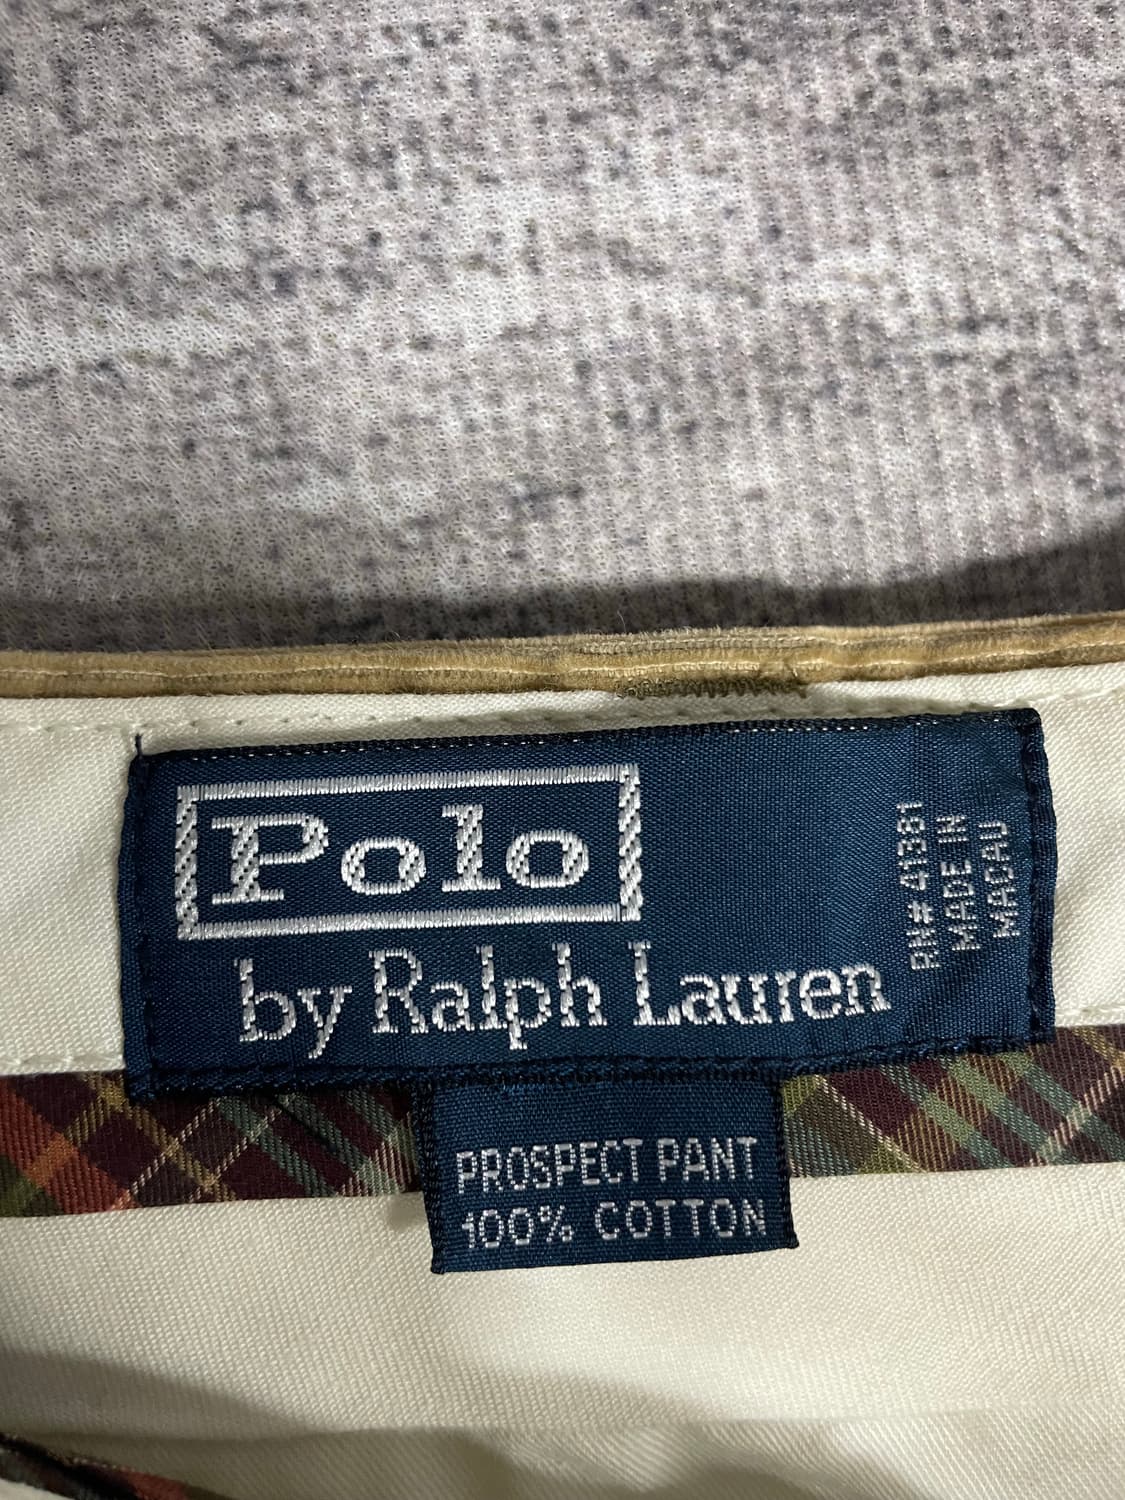 Polo
by Ralph Lauren
RN# 41381
MADE IN
MACAU
PROSPECT PANT
100% COTTON